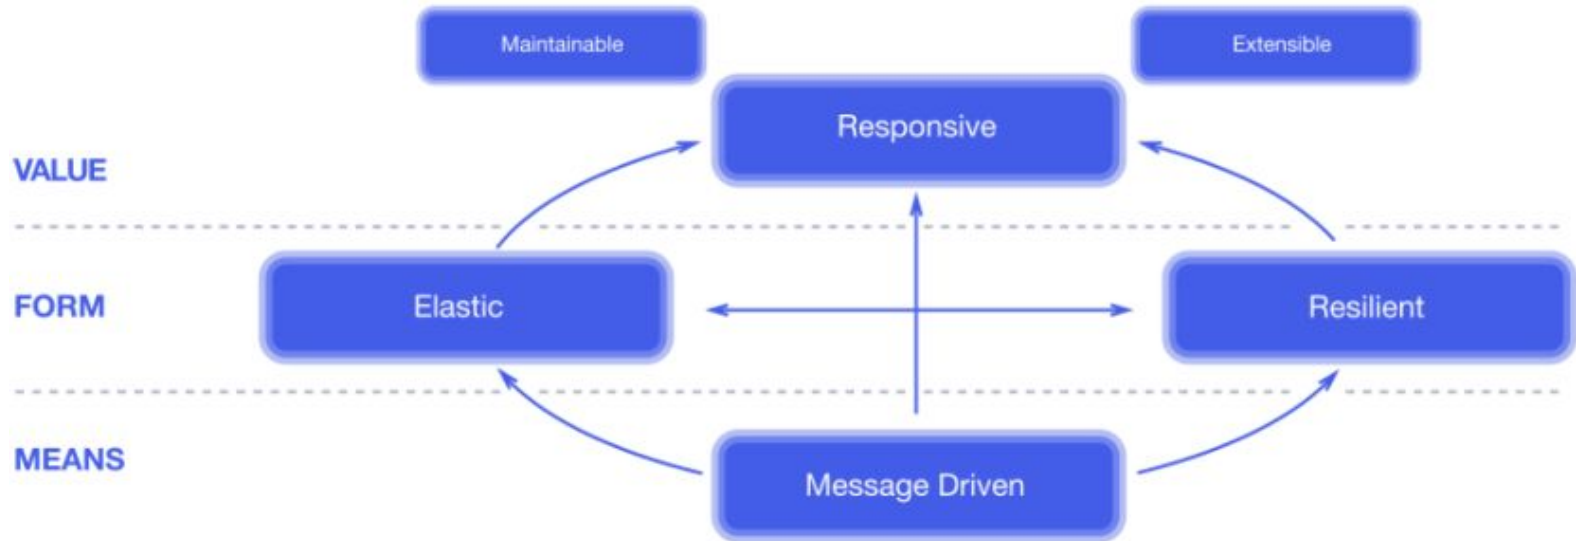 Maintainable
Extensible
Responsive
VALUE
FORM
Elastic
Resilient
MEANS
Message Driven